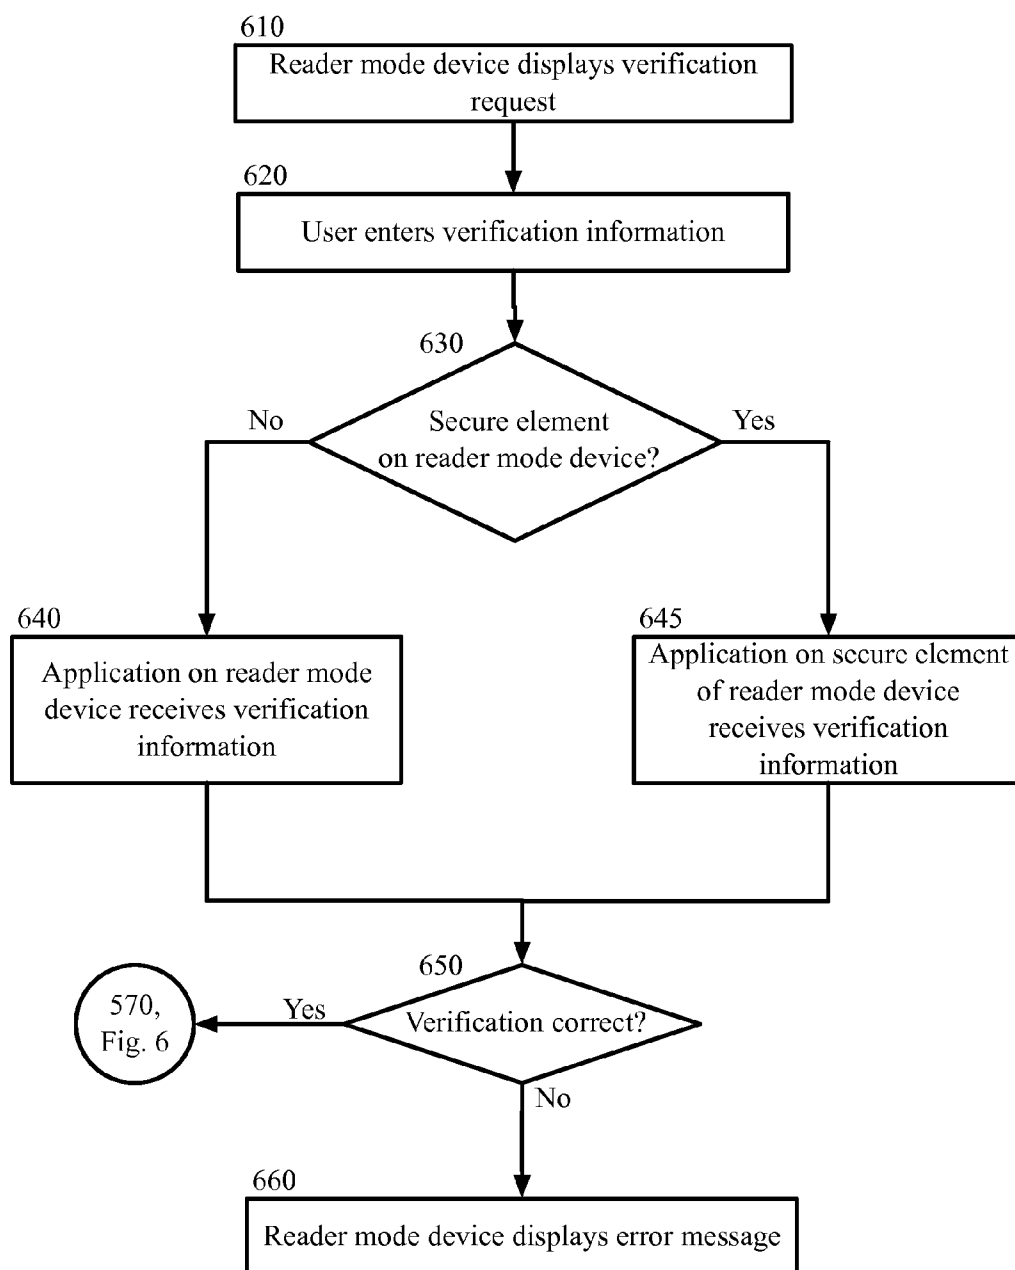 610
Reader mode device displays verification
request
620
User enters verification information
630
Secure element
on reader mode device?
No
Yes
640
Application on reader mode
device receives verification
information
645
Application on secure element
of reader mode device
receives verification
information
650
Verification correct?
Yes
570,
Fig. 6
No
660
Reader mode device displays error message